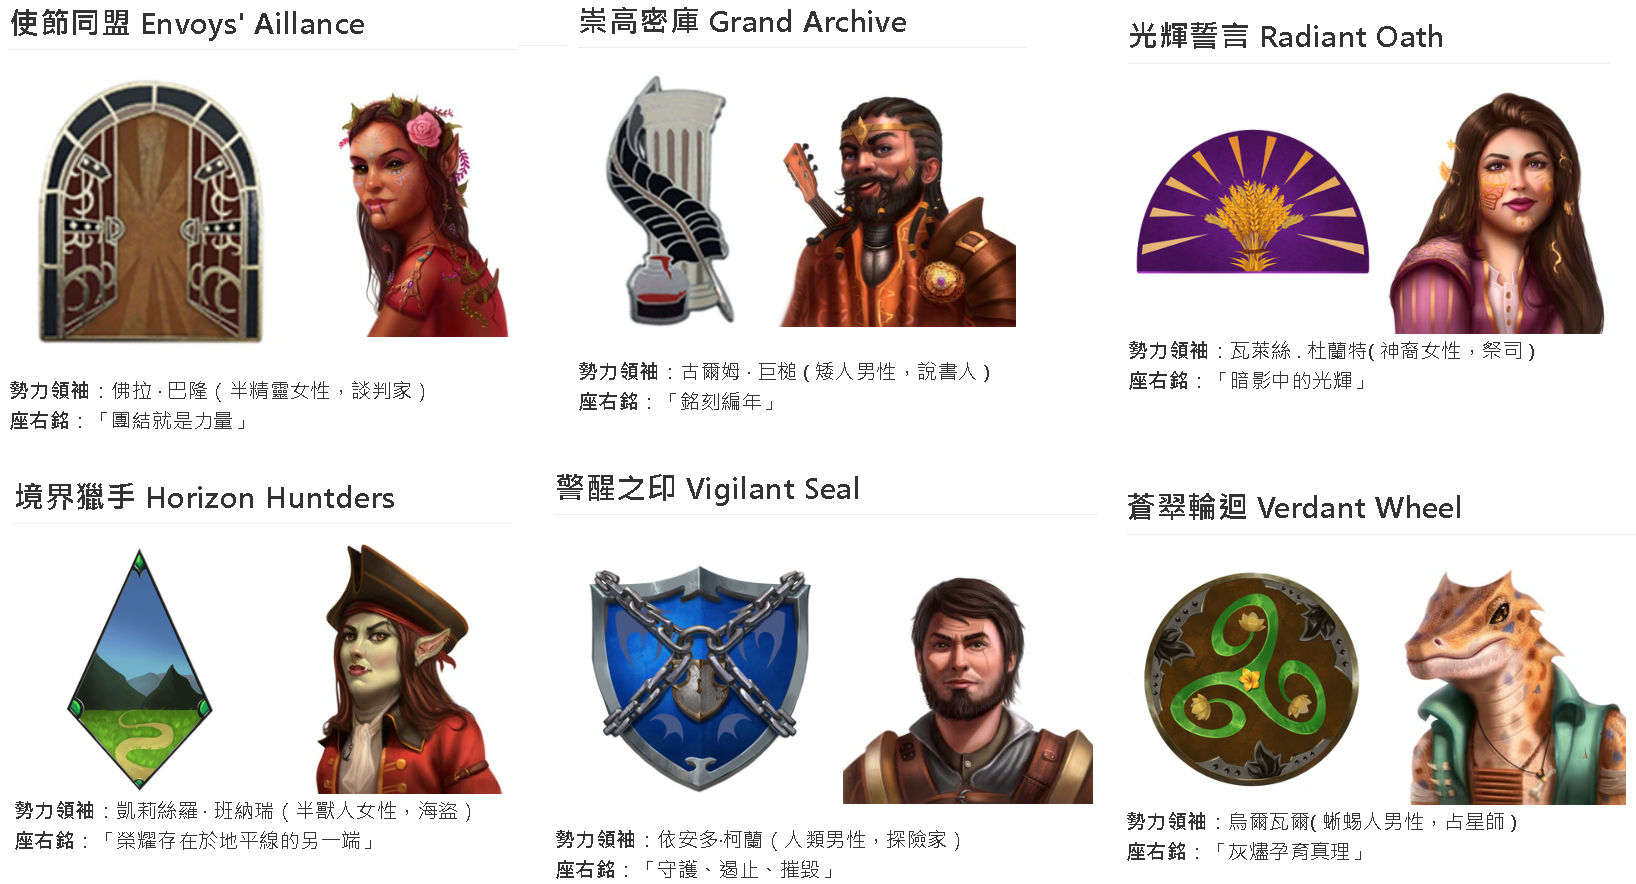 使節同盟 Envoys' Aillance
勢力領袖：佛拉 · 巴隆（半精靈女性，談判家）
座右銘：「團結就是力量」
崇高密庫 Grand Archive
勢力領袖：古爾姆 · 巨槌 ( 矮人男性，說書人 )
座右銘：「銘刻編年」
光輝誓言 Radiant Oath
勢力領袖：瓦萊絲 . 杜蘭特( 神裔女性，祭司 )
座右銘：「暗影中的光輝」
境界獵手 Horizon Huntders
勢力領袖：凱莉絲羅 · 班納瑞（半獸人女性，海盜）
座右銘：「榮耀存在於地平線的另一端」
警醒之印 Vigilant Seal
勢力領袖：依安多·柯蘭（人類男性，探險家）
座右銘：「守護、遏止、摧毀」
蒼翠輪迴 Verdant Wheel
勢力領袖：烏爾瓦爾( 蜥蜴人男性，占星師 )
座右銘：「灰燼孕育真理」